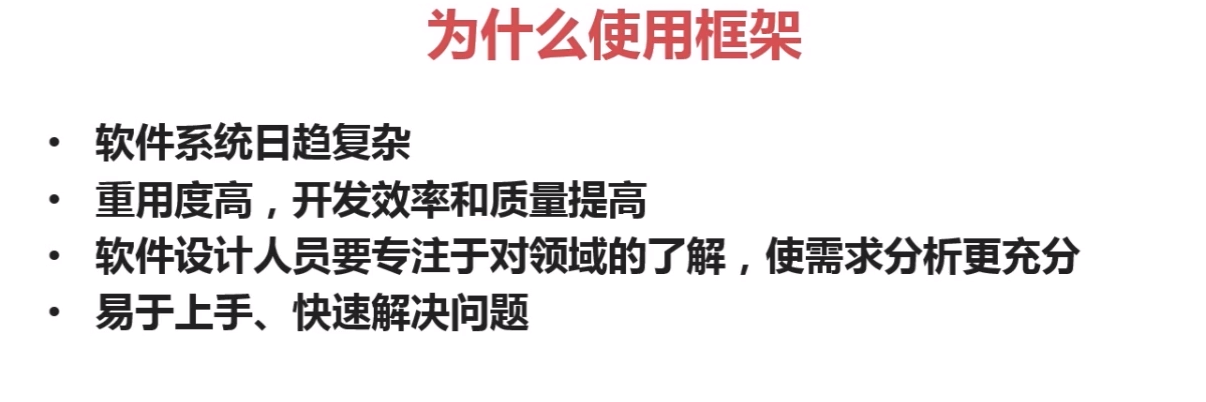 为什么使用框架
• 软件系统日趋复杂
• 重用度高，开发效率和质量提高
• 软件设计人员要专注于对领域的了解，使需求分析更充分
• 易于上手、快速解决问题